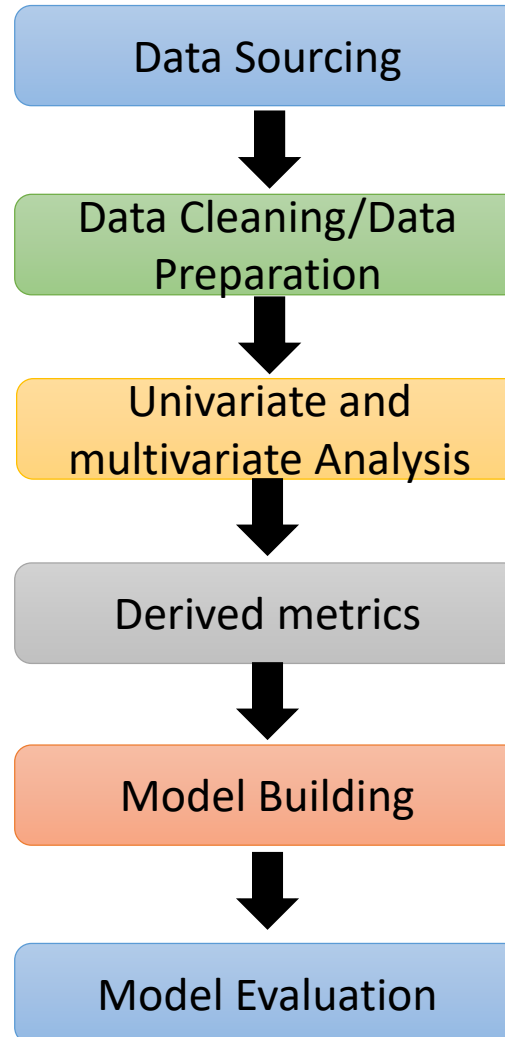 Data Sourcing
Data Cleaning/Data
Preparation
Univariate and
multivariate Analysis
Derived metrics
Model Building
Model Evaluation